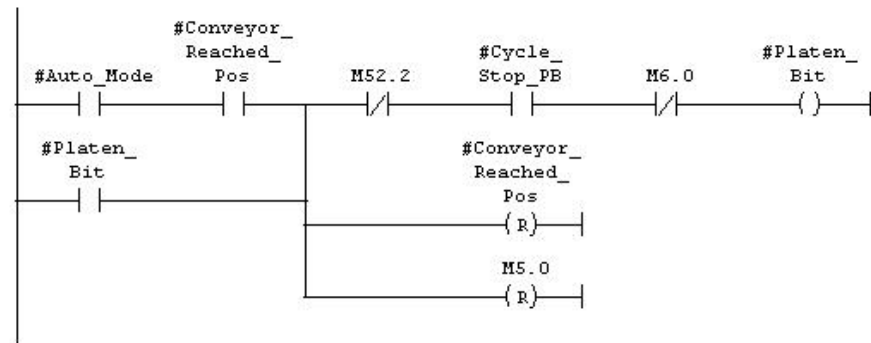 #Conveyor_
Reached_
#Auto_Mode Pos M52.2
#Cycle_
Stop_PB M6.0
#Platen_
Bit
#Platen_
Bit
#Conveyor_
Reached_
Pos
R
M5.0
R